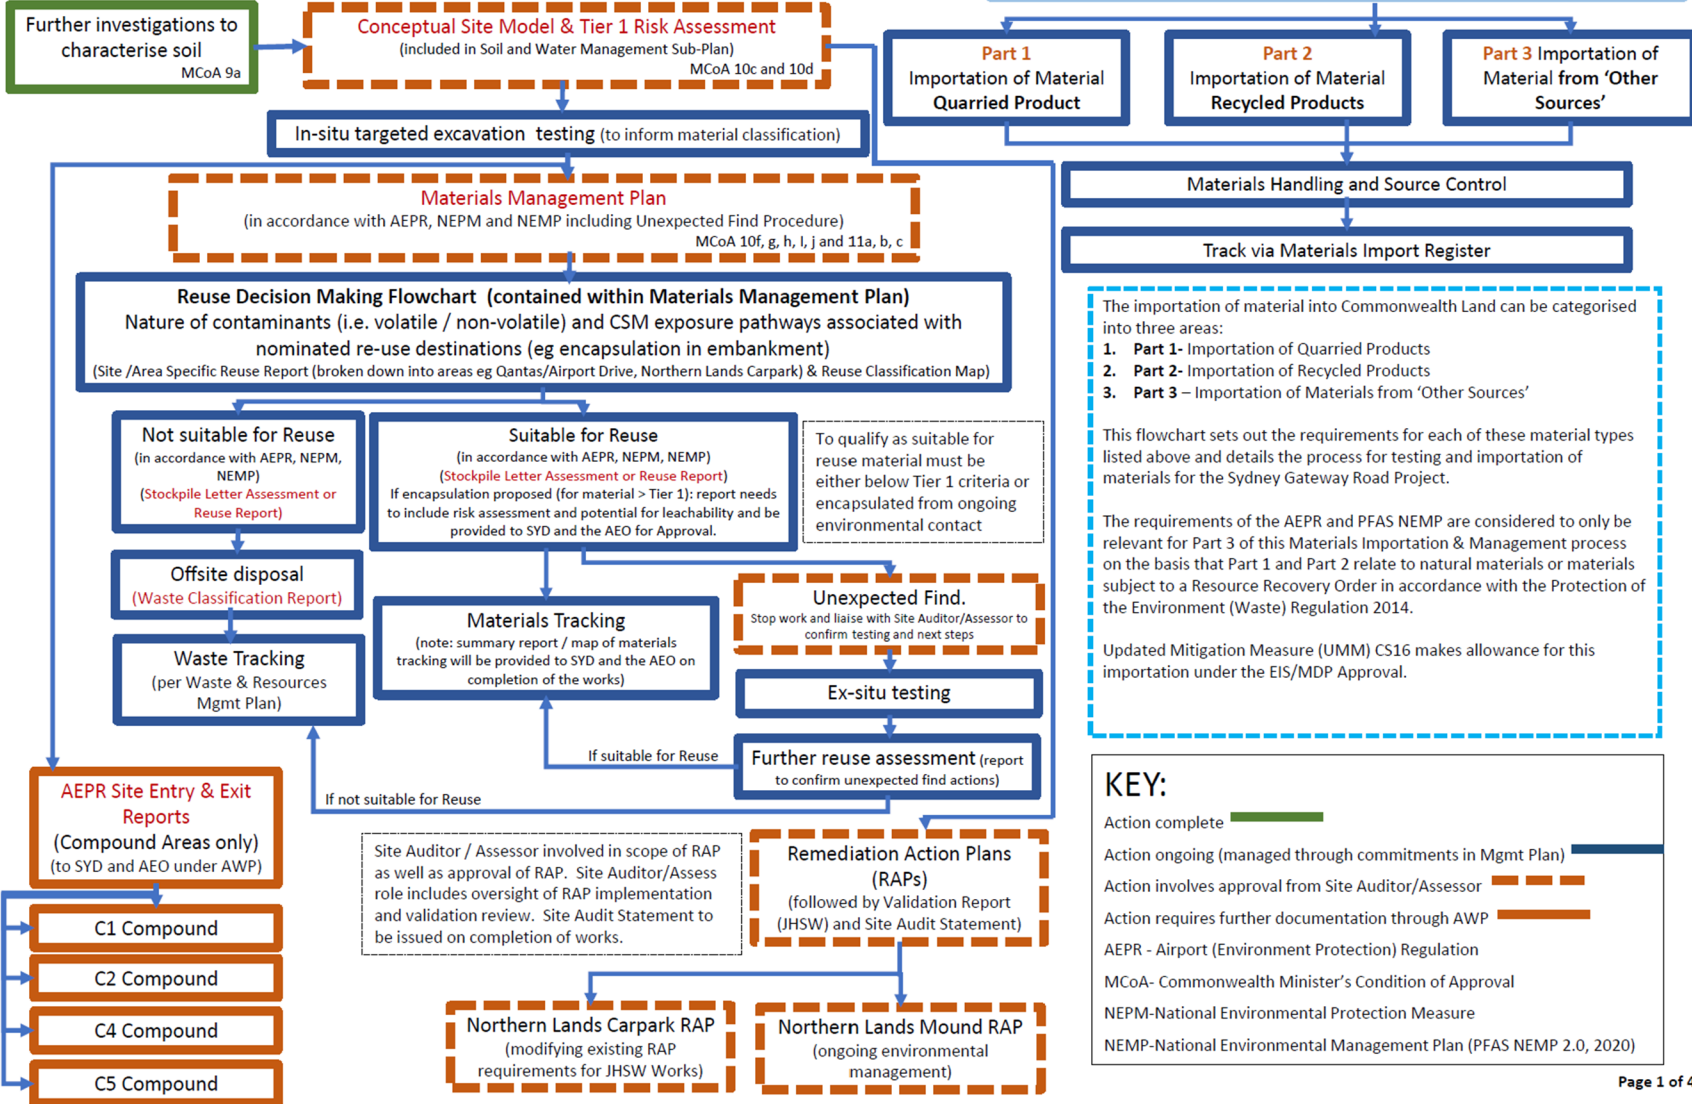 Further investigations to
characterise soil
MCoA 9a
Conceptual Site Model & Tier 1 Risk Assessment
(included in Soil and Water Management Sub-Plan)
MCoA 10c and 10d
In-situ targeted excavation testing (to inform material classification)
Materials Management Plan
(in accordance with AEPR, NEPM and NEMP including Unexpected Find Procedure)
MCoA 10f, g, h, I, j and 11a, b, c
Reuse Decision Making Flowchart (contained within Materials Management Plan)
Nature of contaminants (i.e. volatile / non-volatile) and CSM exposure pathways associated with
nominated re-use destinations (eg encapsulation in embankment)
(Site /Area Specific Reuse Report (broken down into areas eg Qantas/Airport Drive, Northern Lands Carpark) & Reuse Classification Map)
Not suitable for Reuse
(in accordance with AEPR, NEPM,
NEMP)
(Stockpile Letter Assessment or
Reuse Report)
Offsite disposal
(Waste Classification Report)
Waste Tracking
(per Waste & Resources
Mgmt Plan)
Suitable for Reuse
(in accordance with AEPR, NEPM, NEMP)
(Stockpile Letter Assessment or Reuse Report)
If encapsulation proposed (for material > Tier 1): report needs
to include risk assessment and potential for leachability and be
provided to SYD and the AEO for Approval.
To qualify as suitable for
reuse material must be
either below Tier 1 criteria or
encapsulated from ongoing
environmental contact
Materials Tracking
(note: summary report / map of materials
tracking will be provided to SYD and the AEO on
completion of the works)
Unexpected Find.
Stop work and liaise with Site Auditor/Assessor to
confirm testing and next steps
Ex-situ testing
Further reuse assessment (report
to confirm unexpected find actions)
If suitable for Reuse
If not suitable for Reuse
AEPR Site Entry & Exit
Reports
(Compound Areas only)
(to SYD and AEO under AWP)
C1 Compound
C2 Compound
C4 Compound
C5 Compound
Site Auditor / Assessor involved in scope of RAP
as well as approval of RAP. Site Auditor/Assess
role includes oversight of RAP implementation
and validation review. Site Audit Statement to
be issued on completion of works.
Remediation Action Plans
(RAPs)
(followed by Validation Report
(JHSW) and Site Audit Statement)
Northern Lands Carpark RAP
(modifying existing RAP
requirements for JHSW Works)
Northern Lands Mound RAP
(ongoing environmental
management)
Part 1
Importation of Material
Quarried Product
Part 2
Importation of Material
Recycled Products
Part 3 Importation of
Material from ‘Other
Sources’
Materials Handling and Source Control
Track via Materials Import Register
The importation of material into Commonwealth Land can be categorised
into three areas:
1. Part 1- Importation of Quarried Products
2. Part 2- Importation of Recycled Products
3. Part 3 – Importation of Materials from ‘Other Sources’
This flowchart sets out the requirements for each of these material types
listed above and details the process for testing and importation of
materials for the Sydney Gateway Road Project.
The requirements of the AEPR and PFAS NEMP are considered to only be
relevant for Part 3 of this Materials Importation & Management process
on the basis that Part 1 and Part 2 relate to natural materials or materials
subject to a Resource Recovery Order in accordance with the Protection of
the Environment (Waste) Regulation 2014.
Updated Mitigation Measure (UMM) CS16 makes allowance for this
importation under the EIS/MDP Approval.
KEY:
Action complete
Action ongoing (managed through commitments in Mgmt Plan)
Action involves approval from Site Auditor/Assessor
Action requires further documentation through AWP
AEPR - Airport (Environment Protection) Regulation
MCoA- Commonwealth Minister’s Condition of Approval
NEPM-National Environmental Protection Measure
NEMP-National Environmental Management Plan (PFAS NEMP 2.0, 2020)
Page 1 of 4